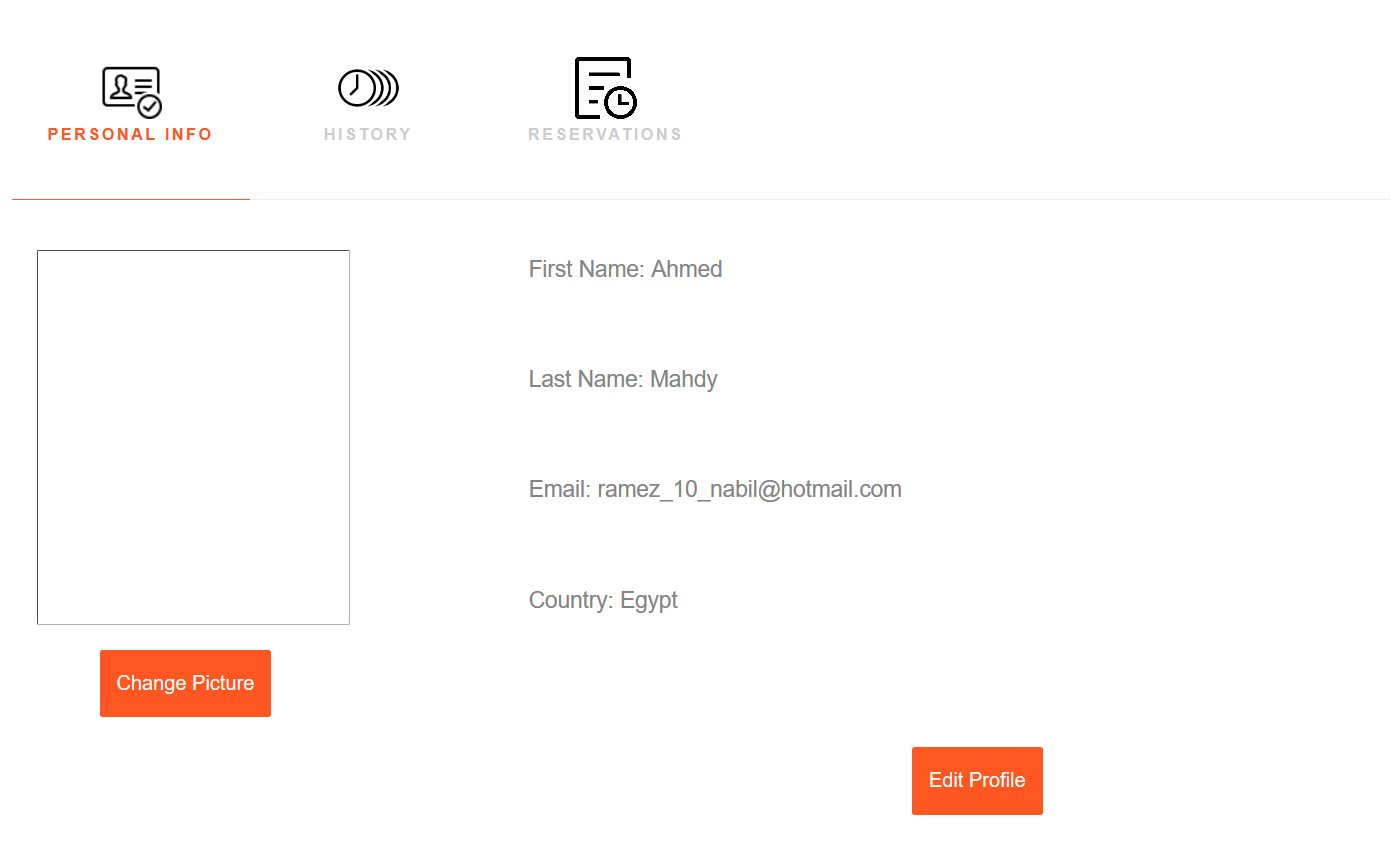 PERSONAL INFO
HISTORY
RESERVATIONS
First Name: Ahmed
Last Name: Mahdy
Email: ramez_10_nabil@hotmail.com
Country: Egypt
Change Picture
Edit Profile